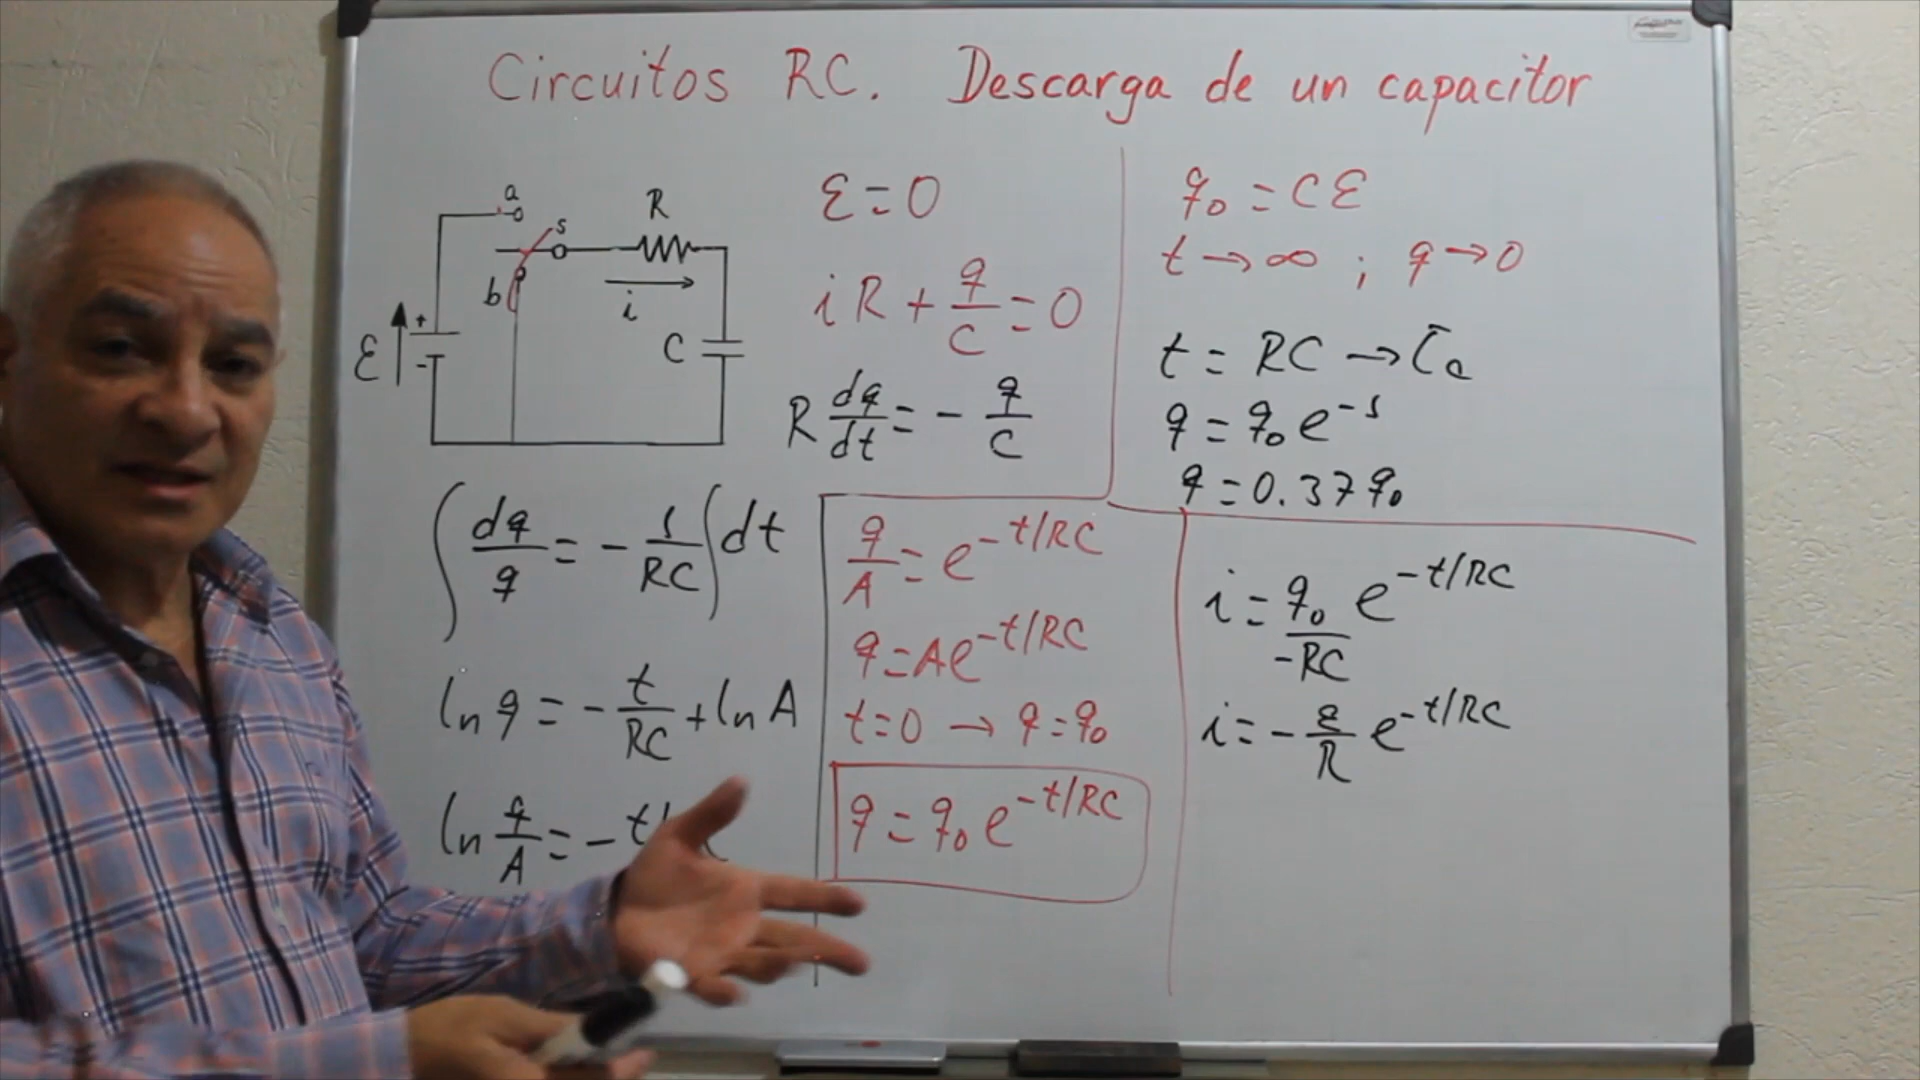 Circuitos RC. Descarga de un capacitor
a
s
R
b
i
+
ε
-
C
ε = 0
iR + q/C = 0
R dq/dt = - q/C
∫ dq/q = - 1/RC ∫ dt
ln q = - t/RC + ln A
ln q/A = - t/
q/A = e^-t/RC
q = Ae^-t/RC
t = 0 → q = q₀
q = q₀ e^-t/RC
q₀ = Cε
t → ∞ ; q → 0
t = RC → τc
q = q₀ e^-1
q = 0.37 q₀
i = q₀/-RC e^-t/RC
i = - ε/R e^-t/RC